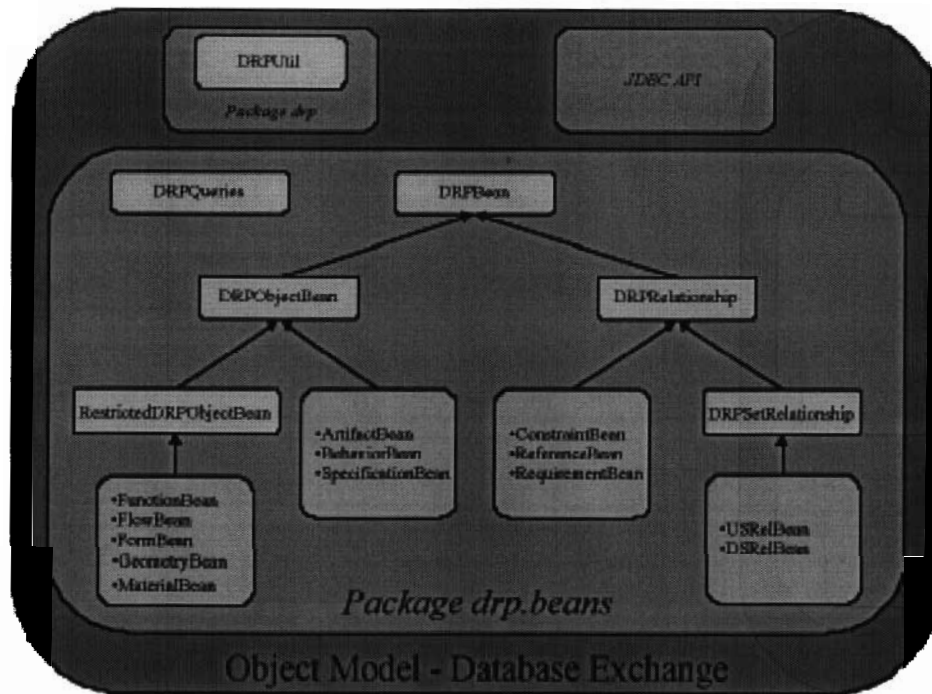 DRPUtil
Package drp
JDBC API
DRPQueries
DRPBean
DRPObjectBean
DRPRelationship
RestrictedDRPObjectBean
•ArtifactBean
•BehaviorBean
•SpecificationBean
•ConstraintBean
•ReferenceBean
•RequirementBean
DRPSetRelationship
•FunctionBean
•FlowBean
•FormBean
•GeometryBean
•MaterialBean
•USRelBean
•DSRelBean
Package drp.beans
Object Model - Database Exchange